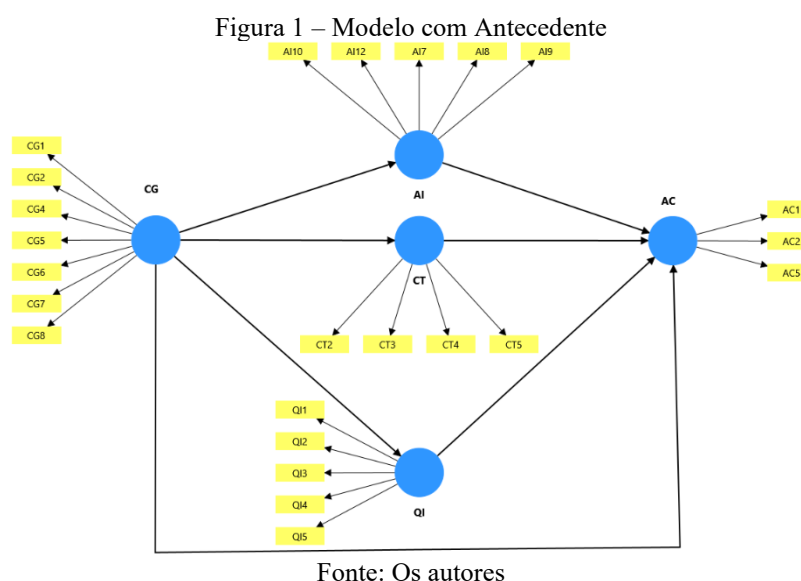 Figura 1 – Modelo com Antecedente
AI10 AI12 AI7 AI8 AI9
CG1
CG2
CG4
CG5
CG6
CG7
CG8
CG
AI
AC
AC1
AC2
AC5
CT
CT2 CT3 CT4 CT5
QI1
QI2
QI3
QI4
QI5
QI
Fonte: Os autores